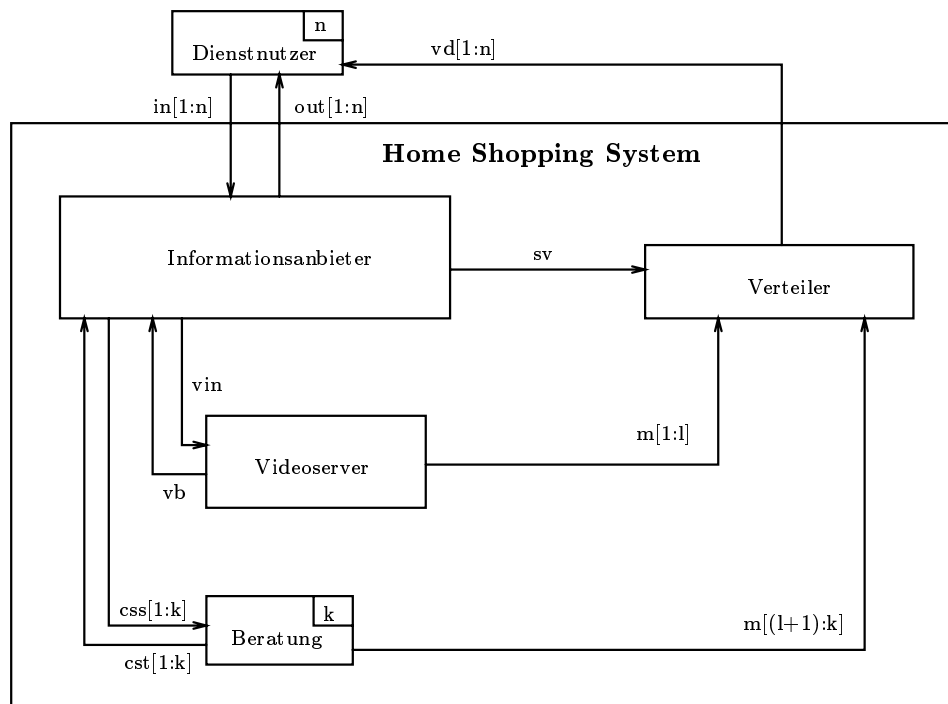 n
Dienstnutzer
vd[1:n]
in[1:n]
out[1:n]
Home Shopping System
Informationsanbieter
sv
Verteiler
vin
m[1:l]
Videoserver
vb
css[1:k]
k
Beratung
m[(l+1):k]
cst[1:k]